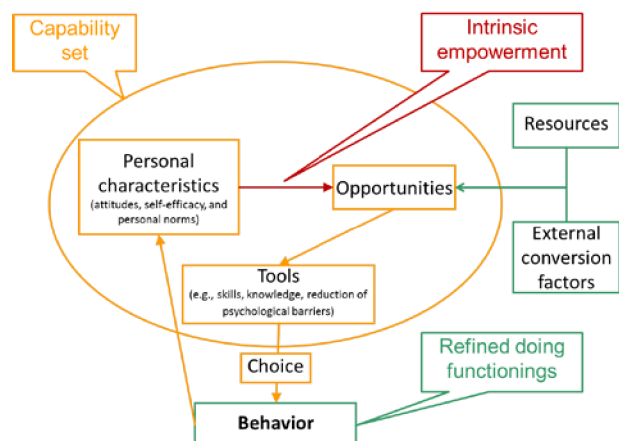 Capability
set
Intrinsic
empowerment
Resources
Personal
characteristics
(attitudes, self-efficacy, and
personal norms)
Opportunities
External
conversion
factors
Tools
(e.g., skills, knowledge, reduction of
psychological barriers)
Choice
Refined doing
functionings
Behavior